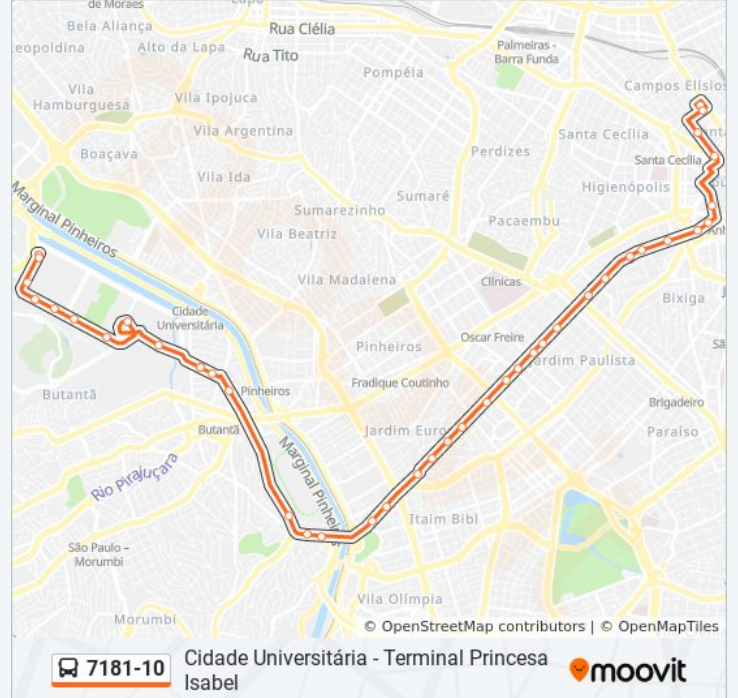 de Moraes
Lapa
Bela Aliança
Rua Clélia
Leopoldina
Alto da Lapa
Rua Tito
Palmeiras -
Barra Funda
Pompéla
Vila
Hamburguesa
Vila Ipojuca
Campos Elísios
Vila Argentina
Santa Cecília
Boaçava
Perdizes
Santa Cecília
Vila Ida
Higienópolis
Sumaré
Marginal Pinheiros
Sumarezinho
Pacaembu
Vila Beatriz
Vila Madalena
Clínicas
Bixiga
Cidade
Universitária
Oscar Freire
Pinheiros
Jardim Paulista
Fradique Coutinho
Butantã
Pinheiros
Brigadeiro
Butantã
Jardim Euro
Paraíso
Marginal Pinheiros
Rio Pirajuçara
Itaim Bibi
São Paulo –
Morumbi
Vila Olímpia
Morumbi
© OpenStreetMap contributors | © OpenMapTiles
7181-10
Cidade Universitária - Terminal Princesa
Isabel
moovit